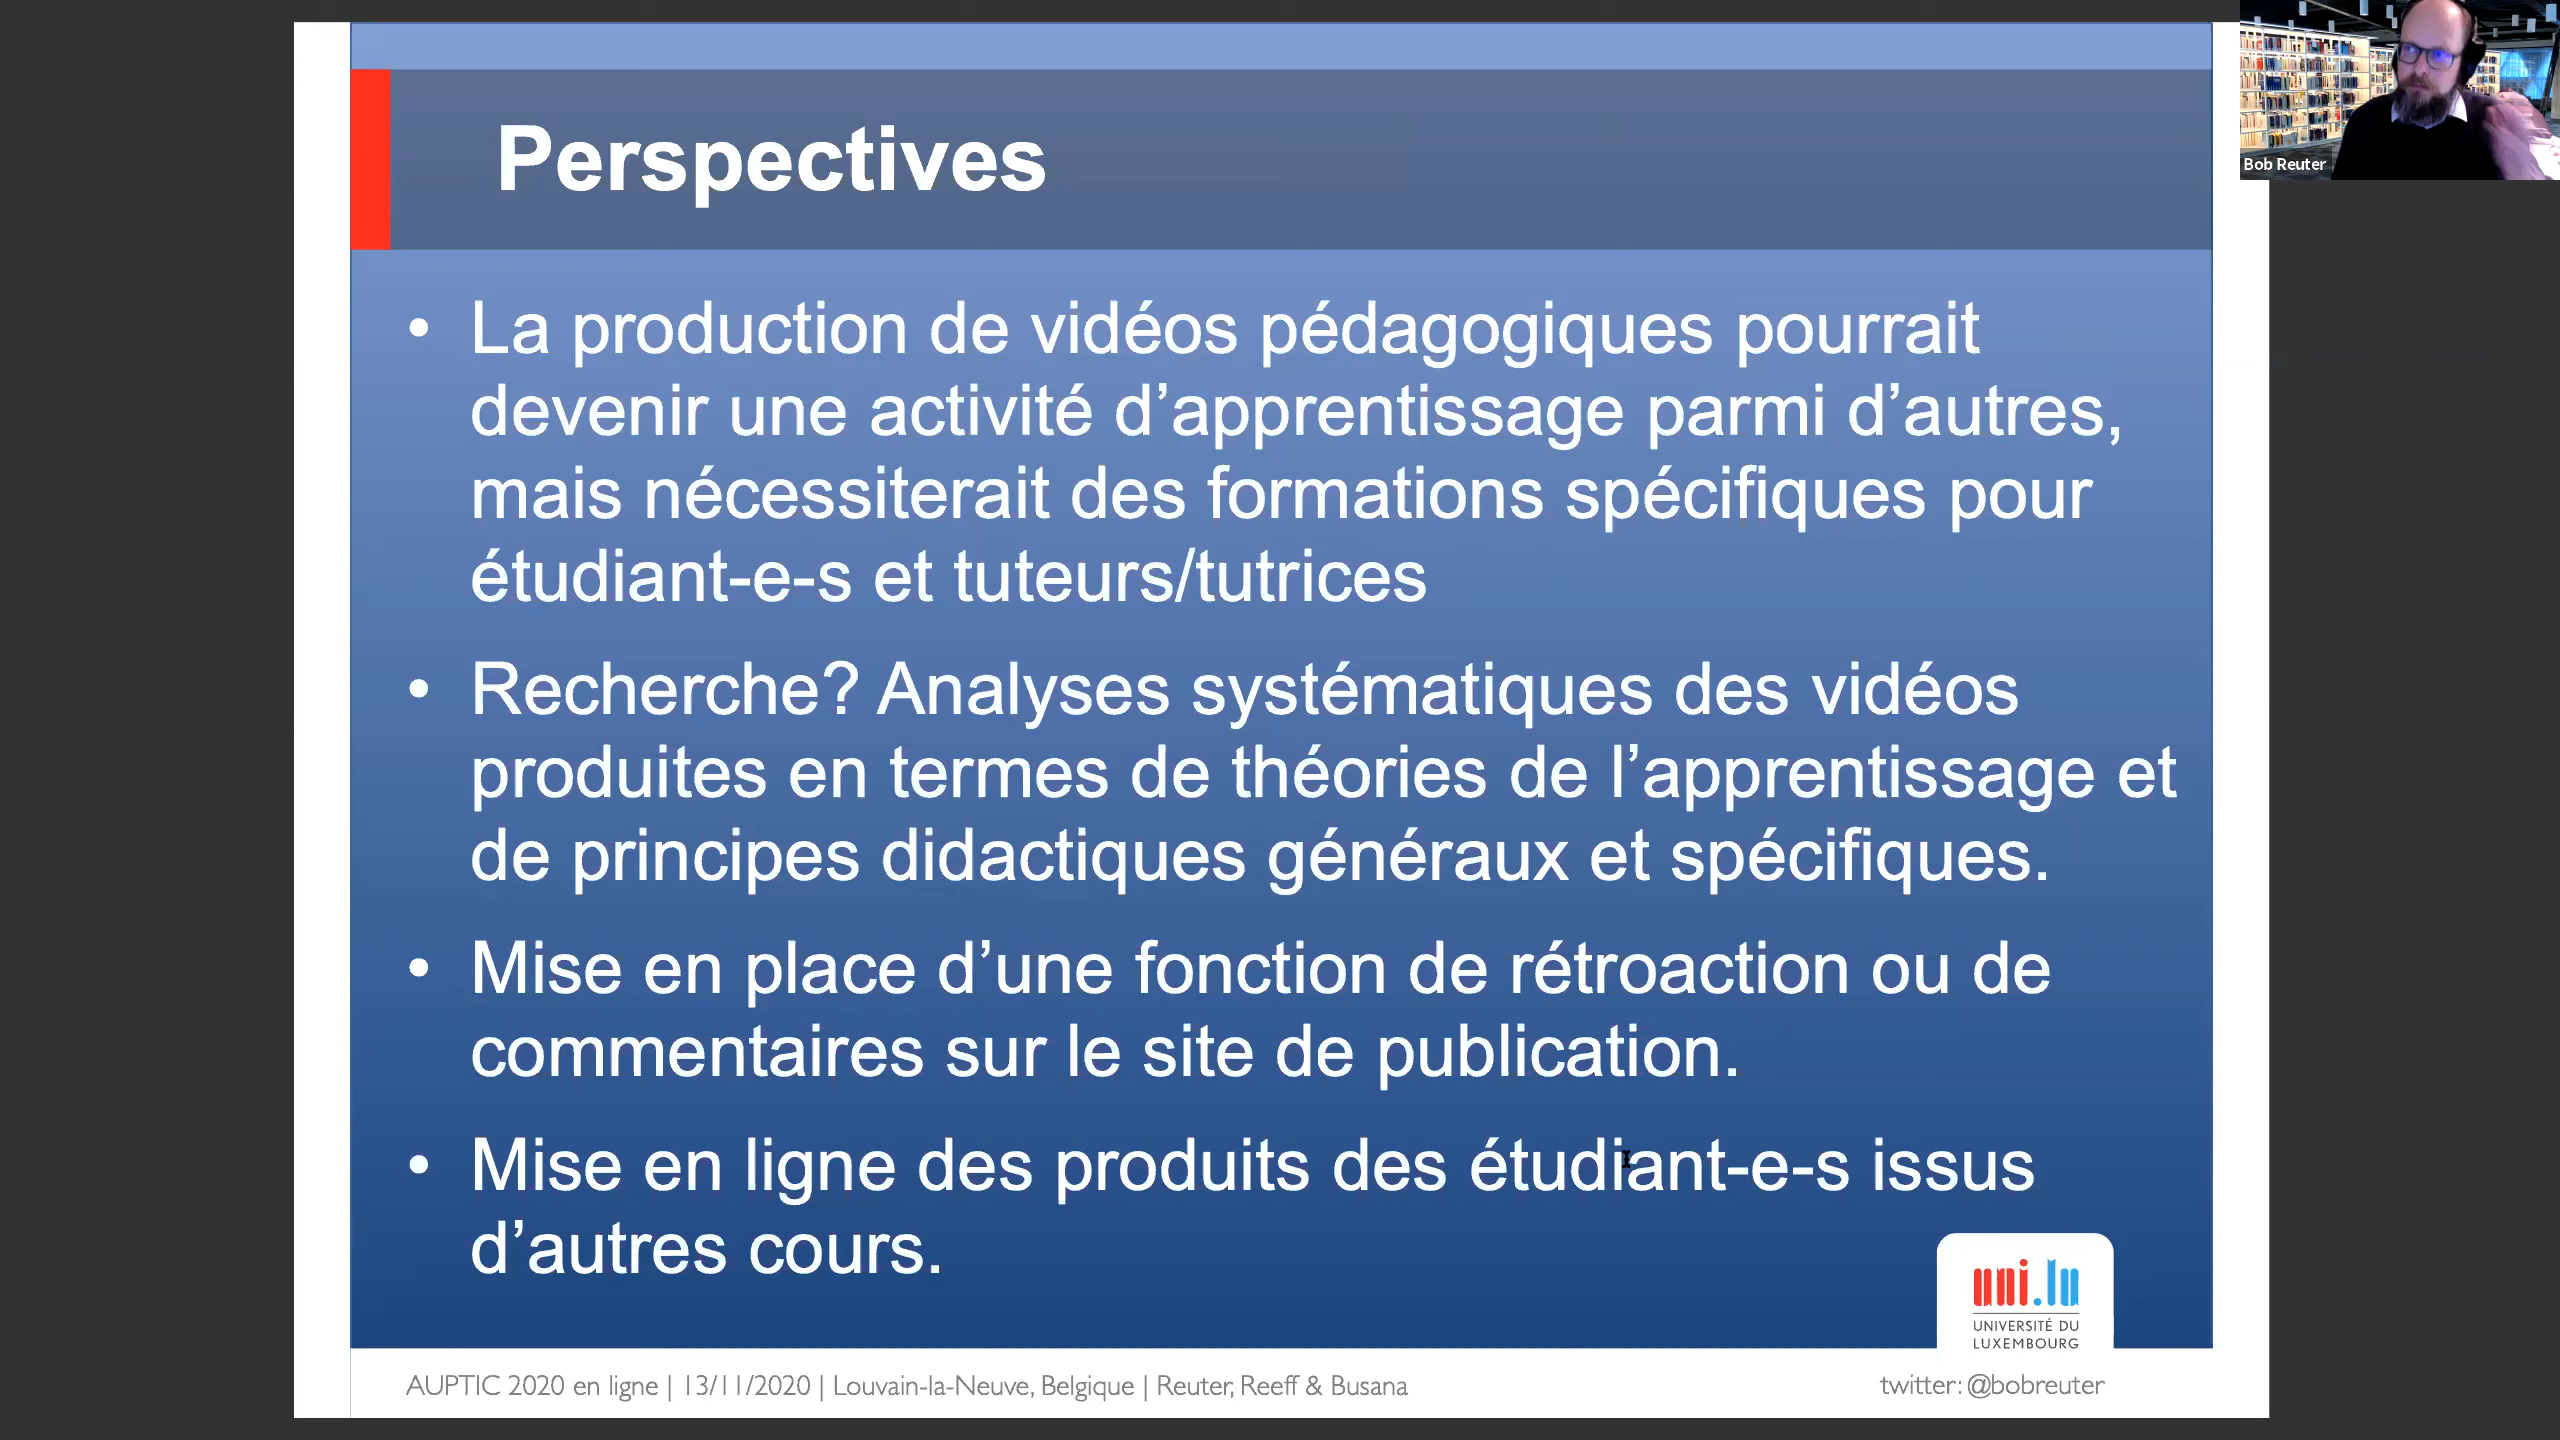 Perspectives
Bob Reuter
• La production de vidéos pédagogiques pourrait
devenir une activité d’apprentissage parmi d’autres,
mais nécessiterait des formations spécifiques pour
étudiant-e-s et tuteurs/tutrices
• Recherche? Analyses systématiques des vidéos
produites en termes de théories de l’apprentissage et
de principes didactiques généraux et spécifiques.
• Mise en place d’une fonction de rétroaction ou de
commentaires sur le site de publication.
• Mise en ligne des produits des étudiant-e-s issus
d’autres cours.
uni.lu
UNIVERSITÉ DU
LUXEMBOURG
AUPTIC 2020 en ligne | 13/11/2020 | Louvain-la-Neuve, Belgique | Reuter, Reeff & Busana
twitter: @bobreuter